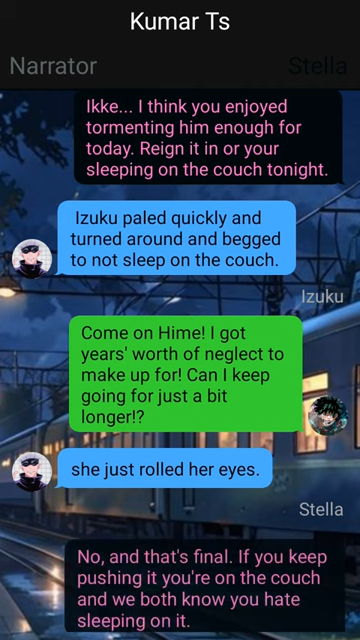 Kumar Ts
Narrator
Stella
Ikke... I think you enjoyed
tormenting him enough for
today. Reign it in or your
sleeping on the couch tonight.
Izuku paled quickly and
turned around and begged
to not sleep on the couch.
Izuku
Come on Hime! I got
years' worth of neglect to
make up for! Can I keep
going for just a bit
longer!?
she just rolled her eyes.
Stella
No, and that's final. If you keep
pushing it you're on the couch
and we both know you hate
sleeping on it.